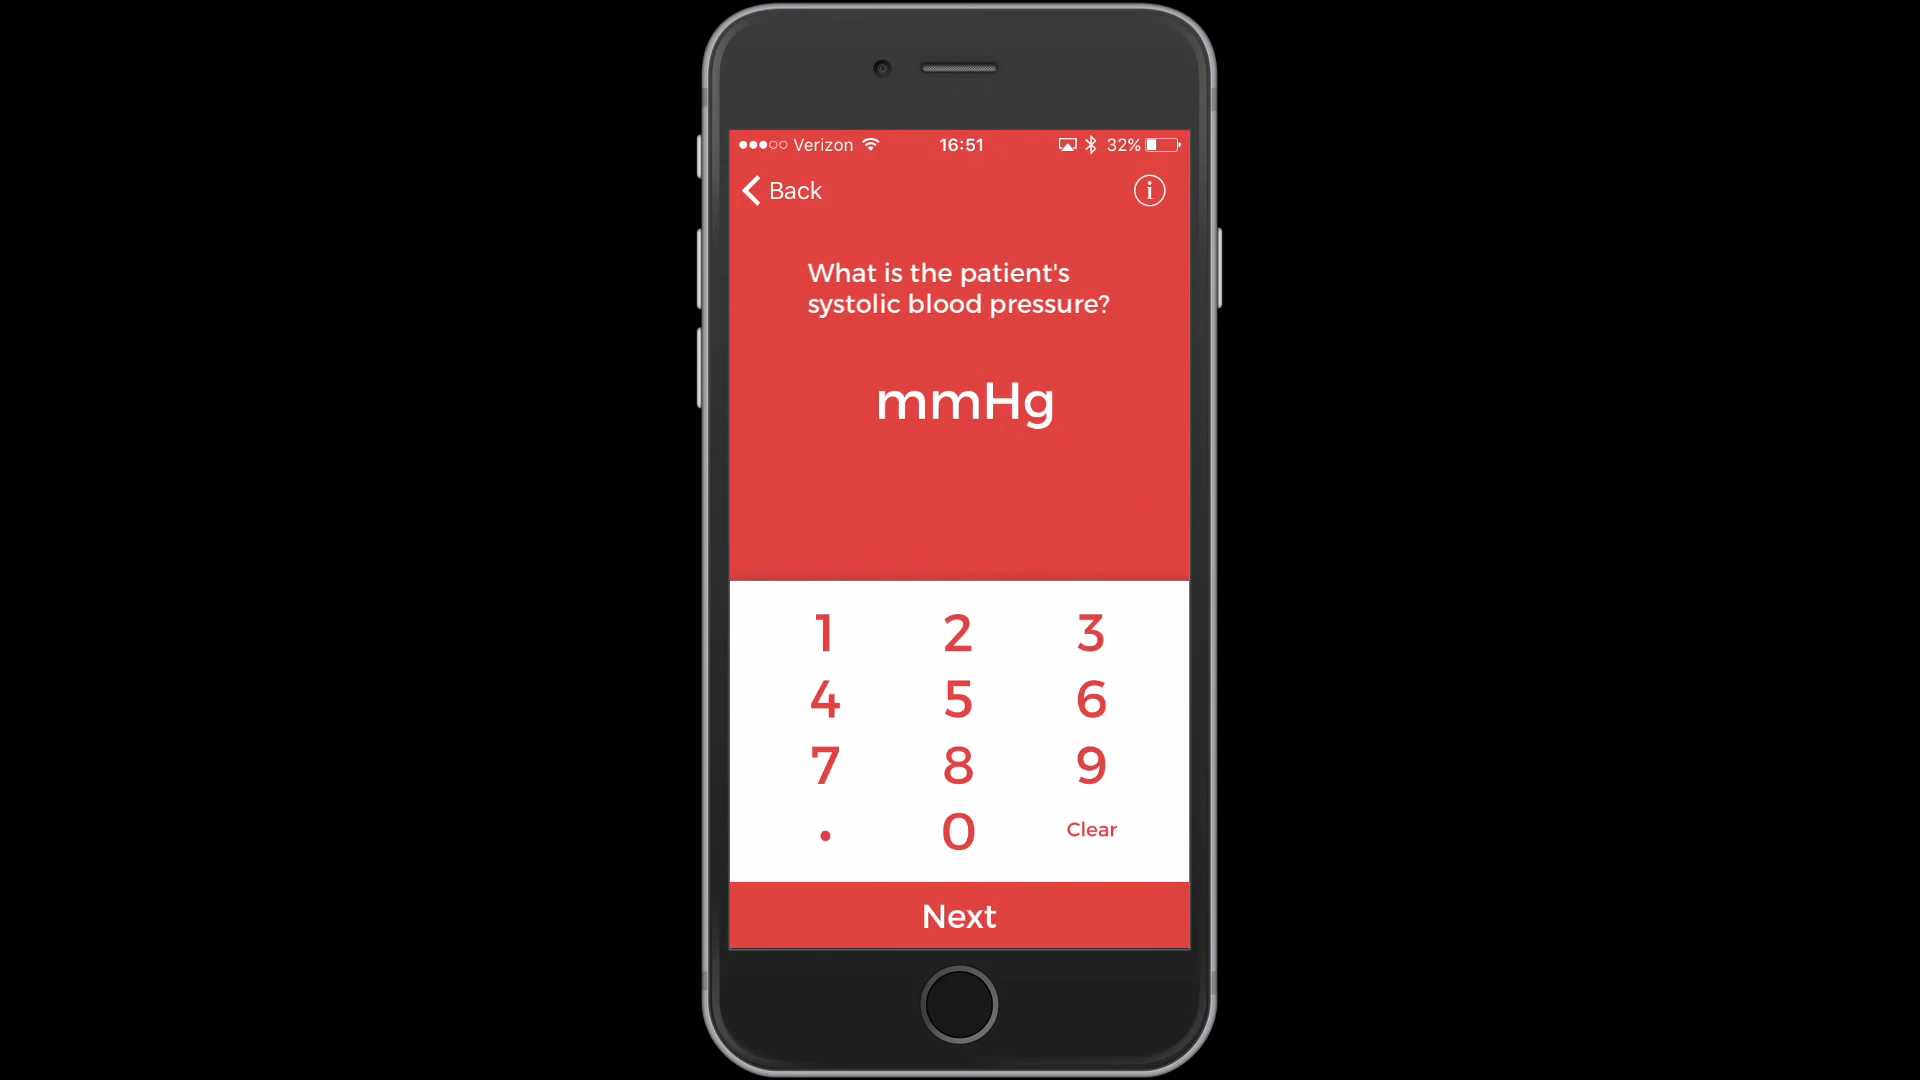 Verizon 16:51 32%
Back
What is the patient's
systolic blood pressure?
mmHg
1 2 3
4 5 6
7 8 9
. 0 Clear
Next